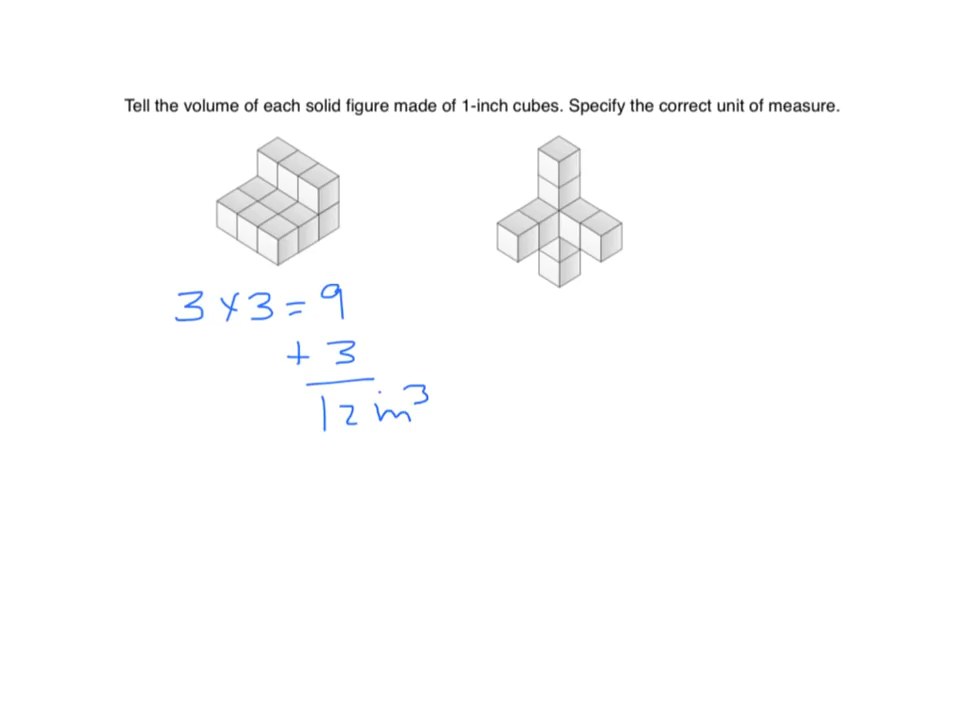 Tell the volume of each solid figure made of 1-inch cubes. Specify the correct unit of measure.
3 x 3 = 9
+ 3
12 in³